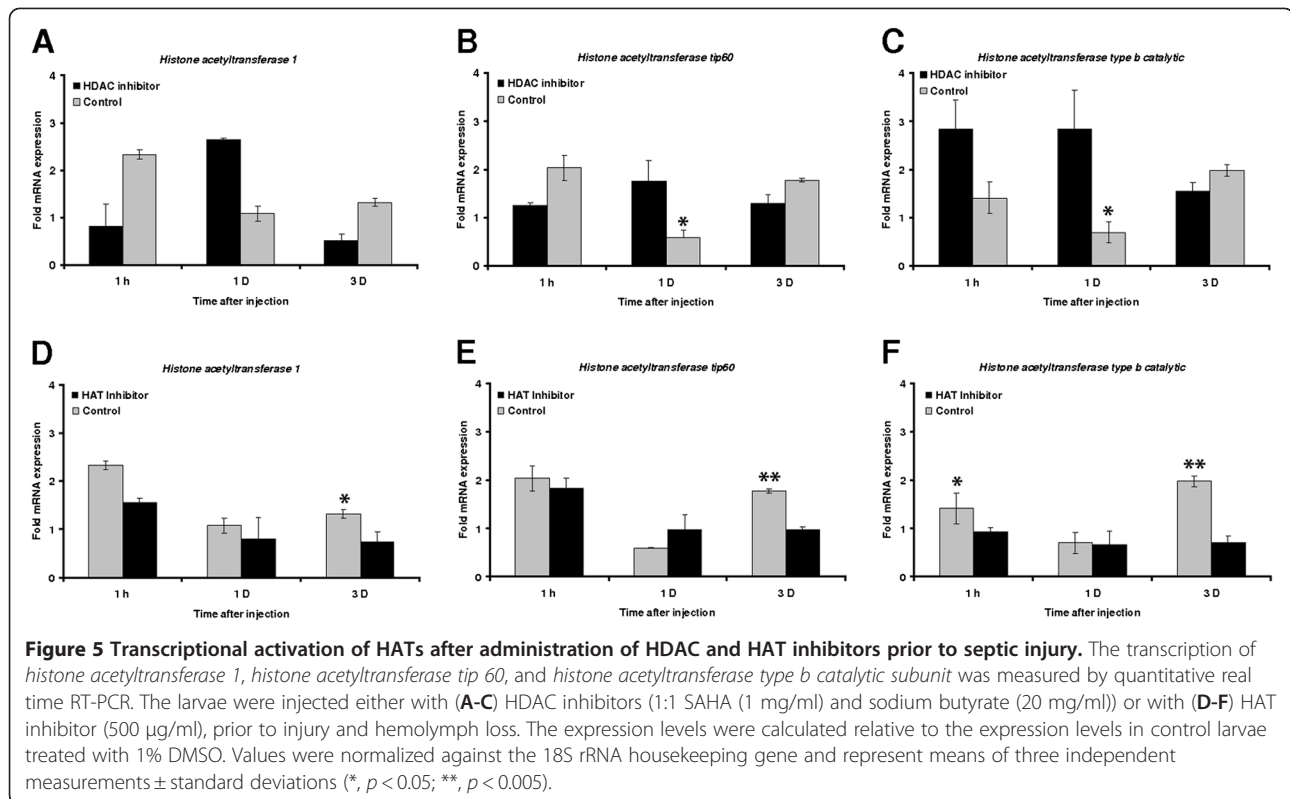 A
Histone acetyltransferase 1
HDAC inhibitor
Control
Fold mRNA expression
4
3
2
1
0
1 h
1 D
3 D
Time after injection
B
Histone acetyltransferase tip60
HDAC inhibitor
Control
Fold mRNA expression
4
3
2
1
0
*
1 h
1 D
3 D
Time after injection
C
Histone acetyltransferase type b catalytic
HDAC inhibitor
Control
Fold mRNA expression
4
3
2
1
0
*
1 h
1 D
3 D
Time after injection
D
Histone acetyltransferase 1
HAT Inhibitor
Control
Fold mRNA expression
4
3
2
1
0
*
1 h
1 D
3 D
Time after injection
E
Histone acetyltransferase tip60
HAT Inhibitor
Control
Fold mRNA expression
4
3
2
1
0
**
1 h
1 D
3 D
Time after injection
F
Histone acetyltransferase type b catalytic
HAT Inhibitor
Control
Fold mRNA expression
4
3
2
1
0
*
**
1 h
1 D
3 D
Time after injection
Figure 5 Transcriptional activation of HATs after administration of HDAC and HAT inhibitors prior to septic injury. The transcription of
histone acetyltransferase 1, histone acetyltransferase tip 60, and histone acetyltransferase type b catalytic subunit was measured by quantitative real
time RT-PCR. The larvae were injected either with (A-C) HDAC inhibitors (1:1 SAHA (1 mg/ml) and sodium butyrate (20 mg/ml)) or with (D-F) HAT
inhibitor (500 μg/ml), prior to injury and hemolymph loss. The expression levels were calculated relative to the expression levels in control larvae
treated with 1% DMSO. Values were normalized against the 18S rRNA housekeeping gene and represent means of three independent
measurements ± standard deviations (*, p < 0.05; **, p < 0.005).